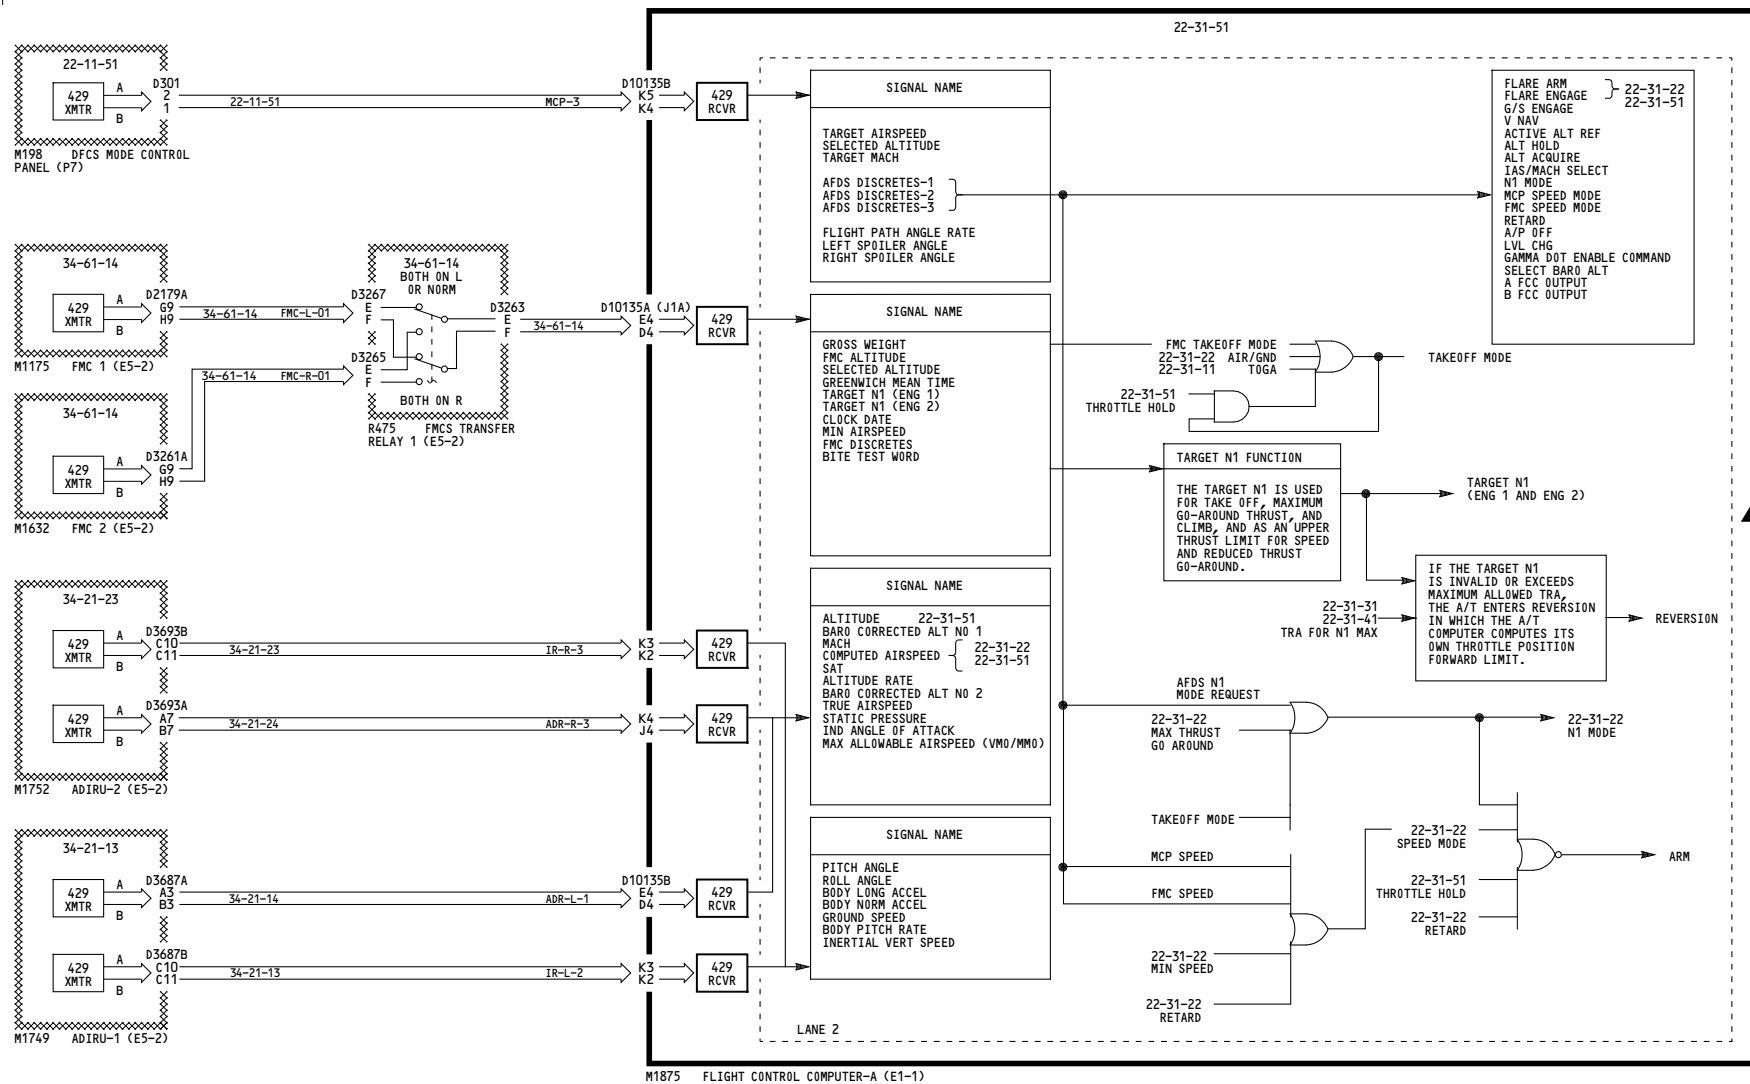 22-31-51
22-11-51
429
XMTR
A
B
D301
2
1
22-11-51
MCP-3
D10135B
K5
K4
429
RCVR
M198 DFCS MODE CONTROL
PANEL (P7)
34-61-14
429
XMTR
A
B
D2179A
G9
H9
34-61-14
FMC-L-01
M1175 FMC 1 (E5-2)
34-61-14
429
XMTR
A
B
D3261A
G9
H9
34-61-14
FMC-R-01
M1632 FMC 2 (E5-2)
34-61-14
BOTH ON L
OR NORM
D3267
E
F
D3265
E
F
BOTH ON R
D3263
E
F
R475 FMCS TRANSFER
RELAY 1 (E5-2)
34-61-14
D10135A (J1A)
E4
D4
429
RCVR
34-21-23
429
XMTR
A
B
D3693B
C10
C11
34-21-23
IR-R-3
K3
K2
429
RCVR
429
XMTR
A
B
D3693A
A7
B7
34-21-24
ADR-R-3
K4
J4
429
RCVR
M1752 ADIRU-2 (E5-2)
34-21-13
429
XMTR
A
B
D3687A
A3
B3
34-21-14
ADR-L-1
D10135B
E4
D4
429
RCVR
429
XMTR
A
B
D3687B
C10
C11
34-21-13
IR-L-2
K3
K2
429
RCVR
M1749 ADIRU-1 (E5-2)
SIGNAL NAME
TARGET AIRSPEED
SELECTED ALTITUDE
TARGET MACH
AFDS DISCRETES-1
AFDS DISCRETES-2
AFDS DISCRETES-3
FLIGHT PATH ANGLE RATE
LEFT SPOILER ANGLE
RIGHT SPOILER ANGLE
SIGNAL NAME
GROSS WEIGHT
FMC ALTITUDE
SELECTED ALTITUDE
GREENWICH MEAN TIME
TARGET N1 (ENG 1)
TARGET N1 (ENG 2)
CLOCK DATE
MIN AIRSPEED
FMC DISCRETES
BITE TEST WORD
SIGNAL NAME
ALTITUDE 22-31-51
BARO CORRECTED ALT NO 1
MACH
COMPUTED AIRSPEED
SAT
22-31-22
22-31-51
ALTITUDE RATE
BARO CORRECTED ALT NO 2
TRUE AIRSPEED
STATIC PRESSURE
IND ANGLE OF ATTACK
MAX ALLOWABLE AIRSPEED (VMO/MMO)
SIGNAL NAME
PITCH ANGLE
ROLL ANGLE
BODY LONG ACCEL
BODY NORM ACCEL
GROUND SPEED
BODY PITCH RATE
INERTIAL VERT SPEED
LANE 2
FLARE ARM
FLARE ENGAGE
22-31-22
22-31-51
G/S ENGAGE
V NAV
ACTIVE ALT REF
ALT HOLD
ALT ACQUIRE
IAS/MACH SELECT
N1 MODE
MCP SPEED MODE
FMC SPEED MODE
RETARD
A/P OFF
LVL CHG
GAMMA DOT ENABLE COMMAND
SELECT BARO ALT
A FCC OUTPUT
B FCC OUTPUT
FMC TAKEOFF MODE
22-31-22 AIR/GND
22-31-11 TOGA
22-31-51
THROTTLE HOLD
TAKEOFF MODE
TARGET N1 FUNCTION
THE TARGET N1 IS USED
FOR TAKE OFF, MAXIMUM
GO-AROUND THRUST, AND
CLIMB, AND AS AN UPPER
THRUST LIMIT FOR SPEED
AND REDUCED THRUST
GO-AROUND.
TARGET N1
(ENG 1 AND ENG 2)
22-31-31
22-31-41
TRA FOR N1 MAX
IF THE TARGET N1
IS INVALID OR EXCEEDS
MAXIMUM ALLOWED TRA,
THE A/T ENTERS REVERSION
IN WHICH THE A/T
COMPUTER COMPUTES ITS
OWN THROTTLE POSITION
FORWARD LIMIT.
REVERSION
AFDS N1
MODE REQUEST
22-31-22
MAX THRUST
GO AROUND
TAKEOFF MODE
22-31-22
N1 MODE
MCP SPEED
FMC SPEED
22-31-22
MIN SPEED
22-31-22
RETARD
22-31-22
SPEED MODE
22-31-51
THROTTLE HOLD
22-31-22
RETARD
ARM
M1875 FLIGHT CONTROL COMPUTER-A (E1-1)